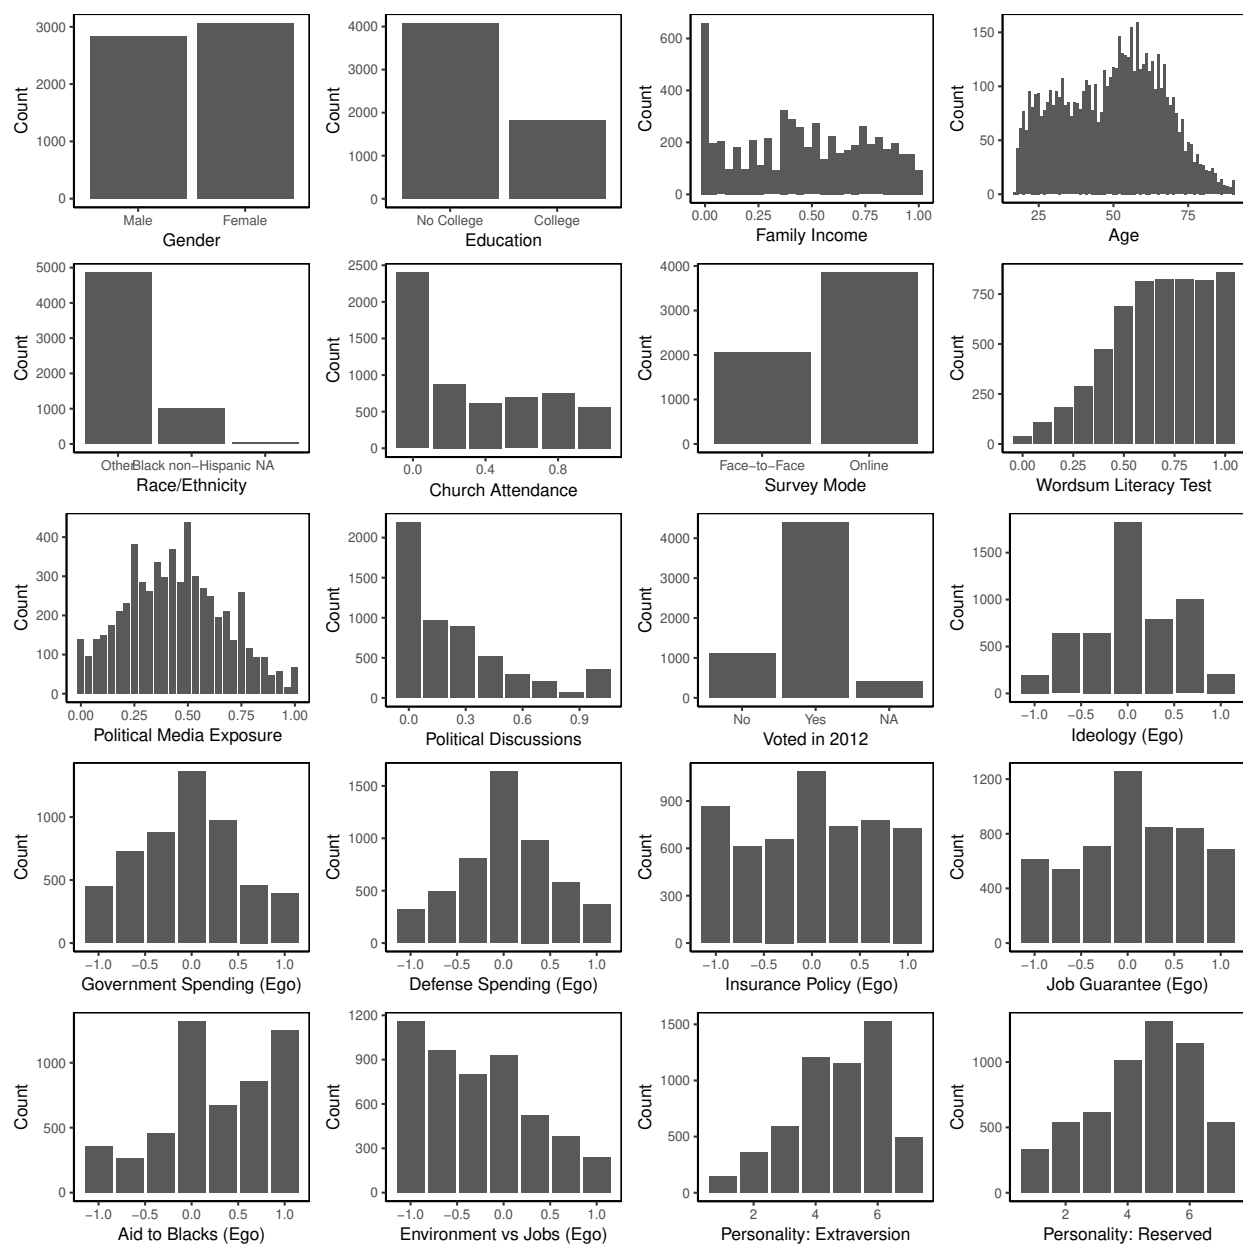 3000
2000
1000
0
Count
Male Female
Gender
4000
3000
2000
1000
0
Count
No College College
Education
600
400
200
0
Count
0.00 0.25 0.50 0.75 1.00
Family Income
150
100
50
0
Count
25 50 75
Age
5000
4000
3000
2000
1000
0
Count
Other Black non−Hispanic NA
Race/Ethnicity
2500
2000
1500
1000
500
0
Count
0.0 0.4 0.8
Church Attendance
4000
3000
2000
1000
0
Count
Face−to−Face Online
Survey Mode
750
500
250
0
Count
0.00 0.25 0.50 0.75 1.00
Wordsum Literacy Test
400
300
200
100
0
Count
0.00 0.25 0.50 0.75 1.00
Political Media Exposure
2000
1500
1000
500
0
Count
0.0 0.3 0.6 0.9
Political Discussions
4000
3000
2000
1000
0
Count
No Yes NA
Voted in 2012
1500
1000
500
0
Count
−1.0 −0.5 0.0 0.5 1.0
Ideology (Ego)
1000
500
0
Count
−1.0 −0.5 0.0 0.5 1.0
Government Spending (Ego)
1500
1000
500
0
Count
−1.0 −0.5 0.0 0.5 1.0
Defense Spending (Ego)
900
600
300
0
Count
−1.0 −0.5 0.0 0.5 1.0
Insurance Policy (Ego)
1200
800
400
0
Count
−1.0 −0.5 0.0 0.5 1.0
Job Guarantee (Ego)
1000
500
0
Count
−1.0 −0.5 0.0 0.5 1.0
Aid to Blacks (Ego)
1200
900
600
300
0
Count
−1.0 −0.5 0.0 0.5 1.0
Environment vs Jobs (Ego)
1500
1000
500
0
Count
2 4 6
Personality: Extraversion
1000
500
0
Count
2 4 6
Personality: Reserved